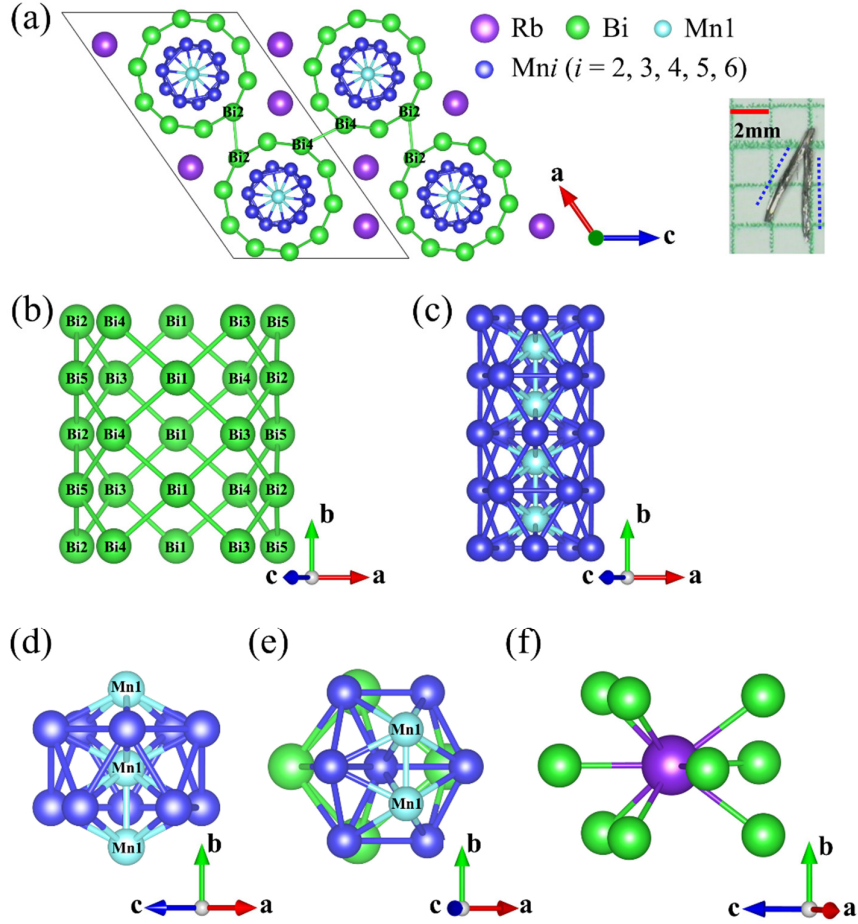 (a)
Rb Bi Mn1
Mni (i = 2, 3, 4, 5, 6)
Bi2 Bi4 Bi2
Bi2 Bi4 Bi2
2mm
a
c
(b)
Bi2 Bi4 Bi1 Bi3 Bi5
Bi5 Bi3 Bi1 Bi4 Bi2
Bi2 Bi4 Bi1 Bi3 Bi5
Bi5 Bi3 Bi1 Bi4 Bi2
Bi2 Bi4 Bi1 Bi3 Bi5
b
c a
(c)
b
c a
(d)
Mn1
Mn1
Mn1
b
c a
(e)
Mn1
Mn1
b
c a
(f)
b
c a